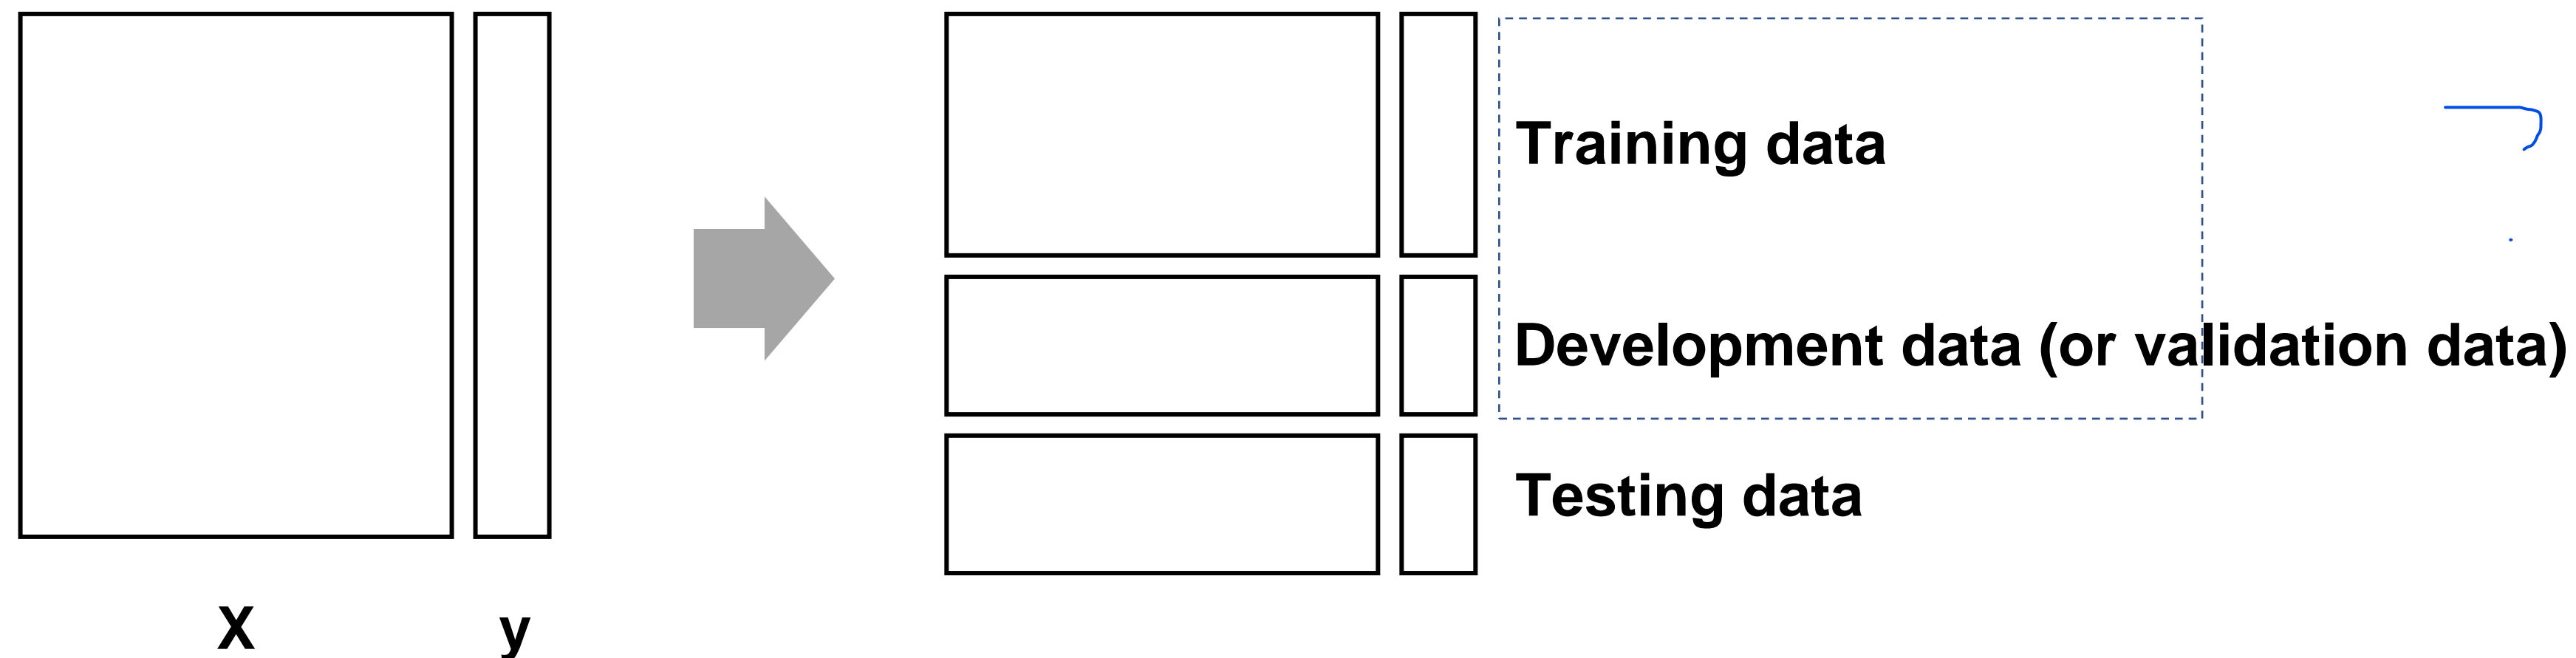 Training data
Development data (or validation data)
Testing data
X y